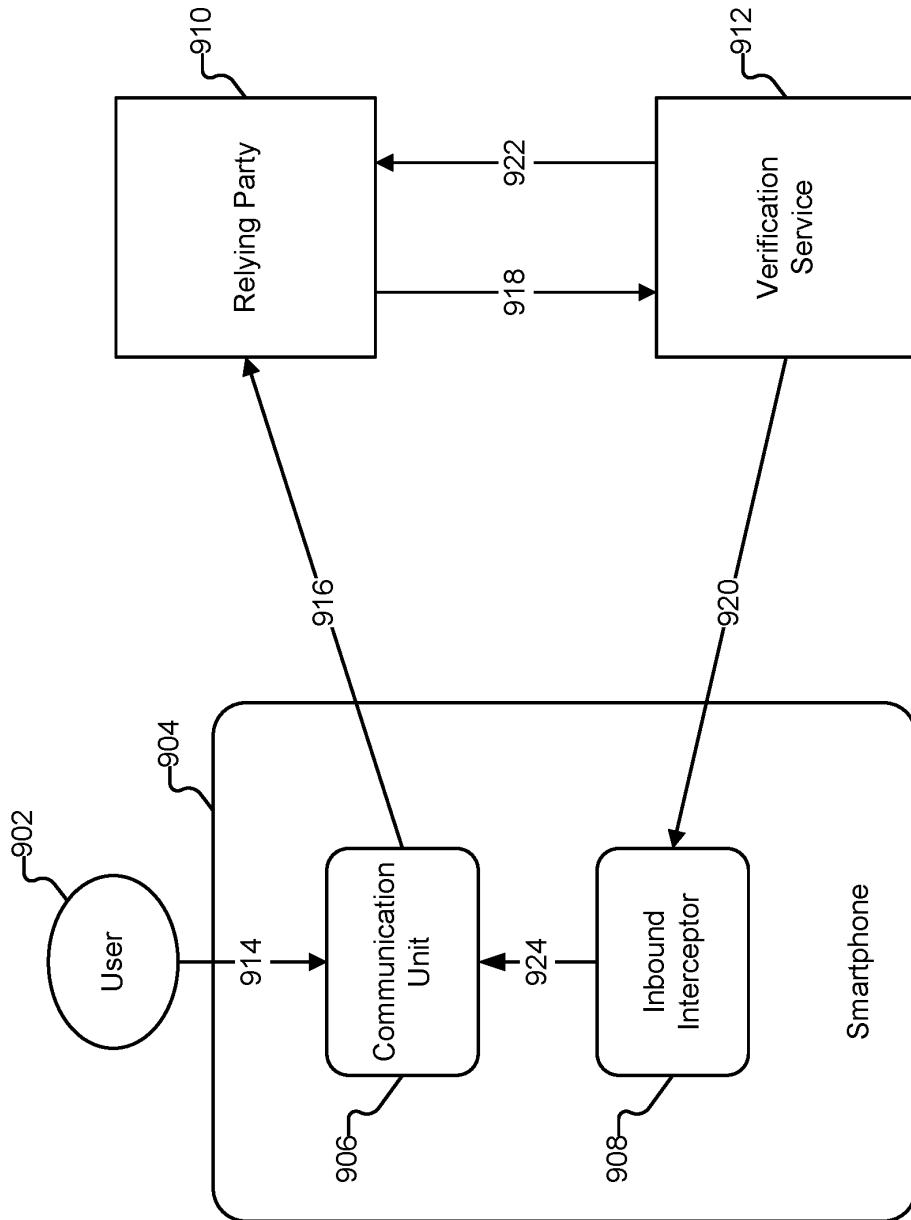 902
User
904
914
906
Communication
Unit
916
910
Relying Party
924
918
922
908
Inbound
Interceptor
920
912
Verification
Service
Smartphone